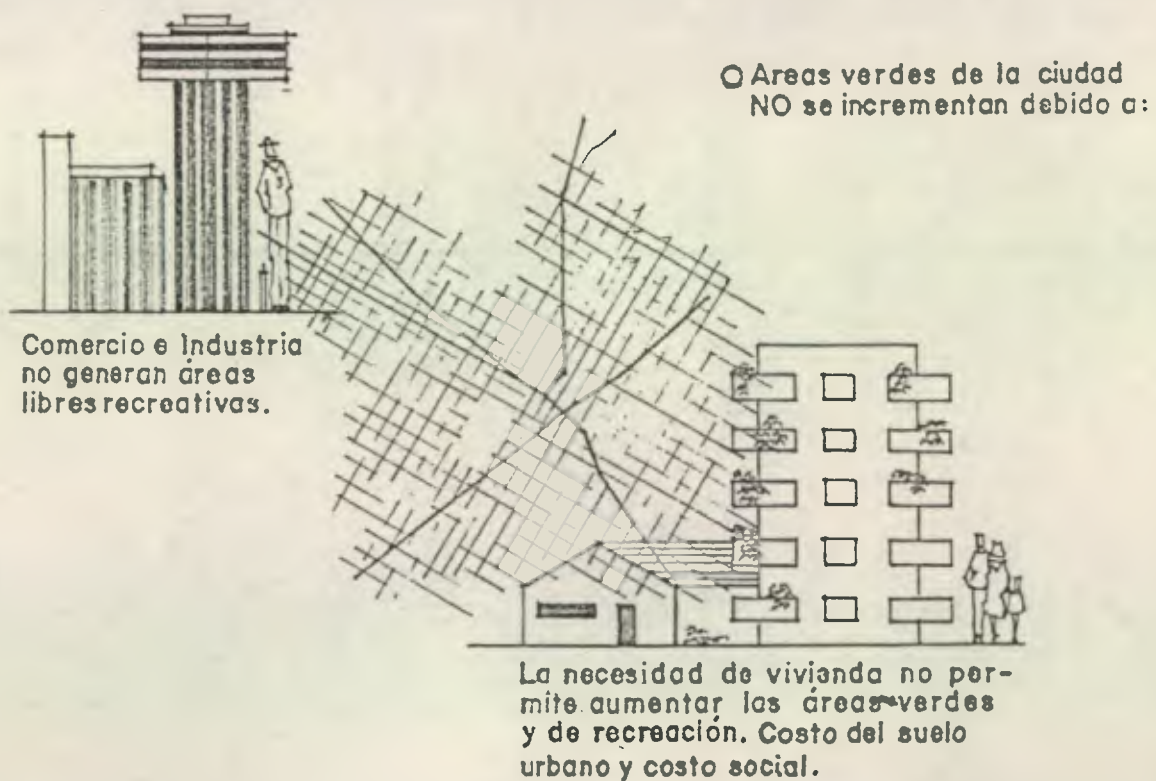 O Areas verdes de la ciudad
NO se incrementan debido a:
Comercio e Industria
no generan áreas
libres recreativas.
La necesidad de vivienda no per-
mite aumentar las áreas verdes
y de recreación. Costo del suelo
urbano y costo social.